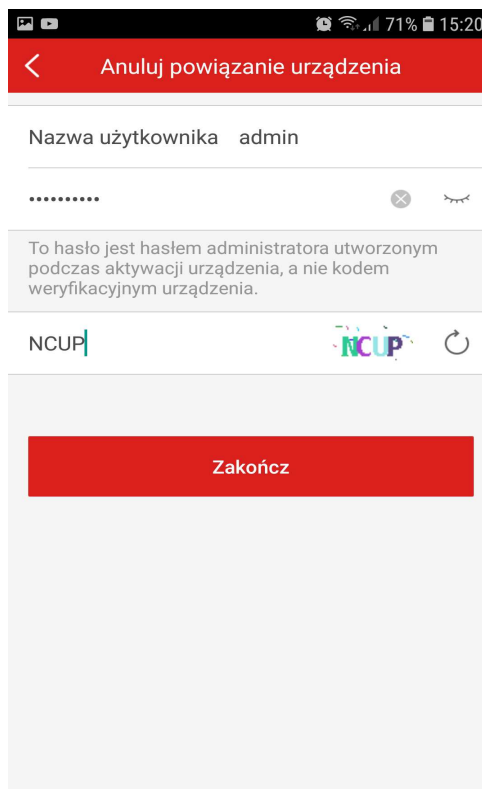 71% 15:20
Anuluj powiązanie urządzenia
Nazwa użytkownika admin
••••••••••
To hasło jest hasłem administratora utworzonym
podczas aktywacji urządzenia, a nie kodem
weryfikacyjnym urządzenia.
NCUP NCUP
Zakończ